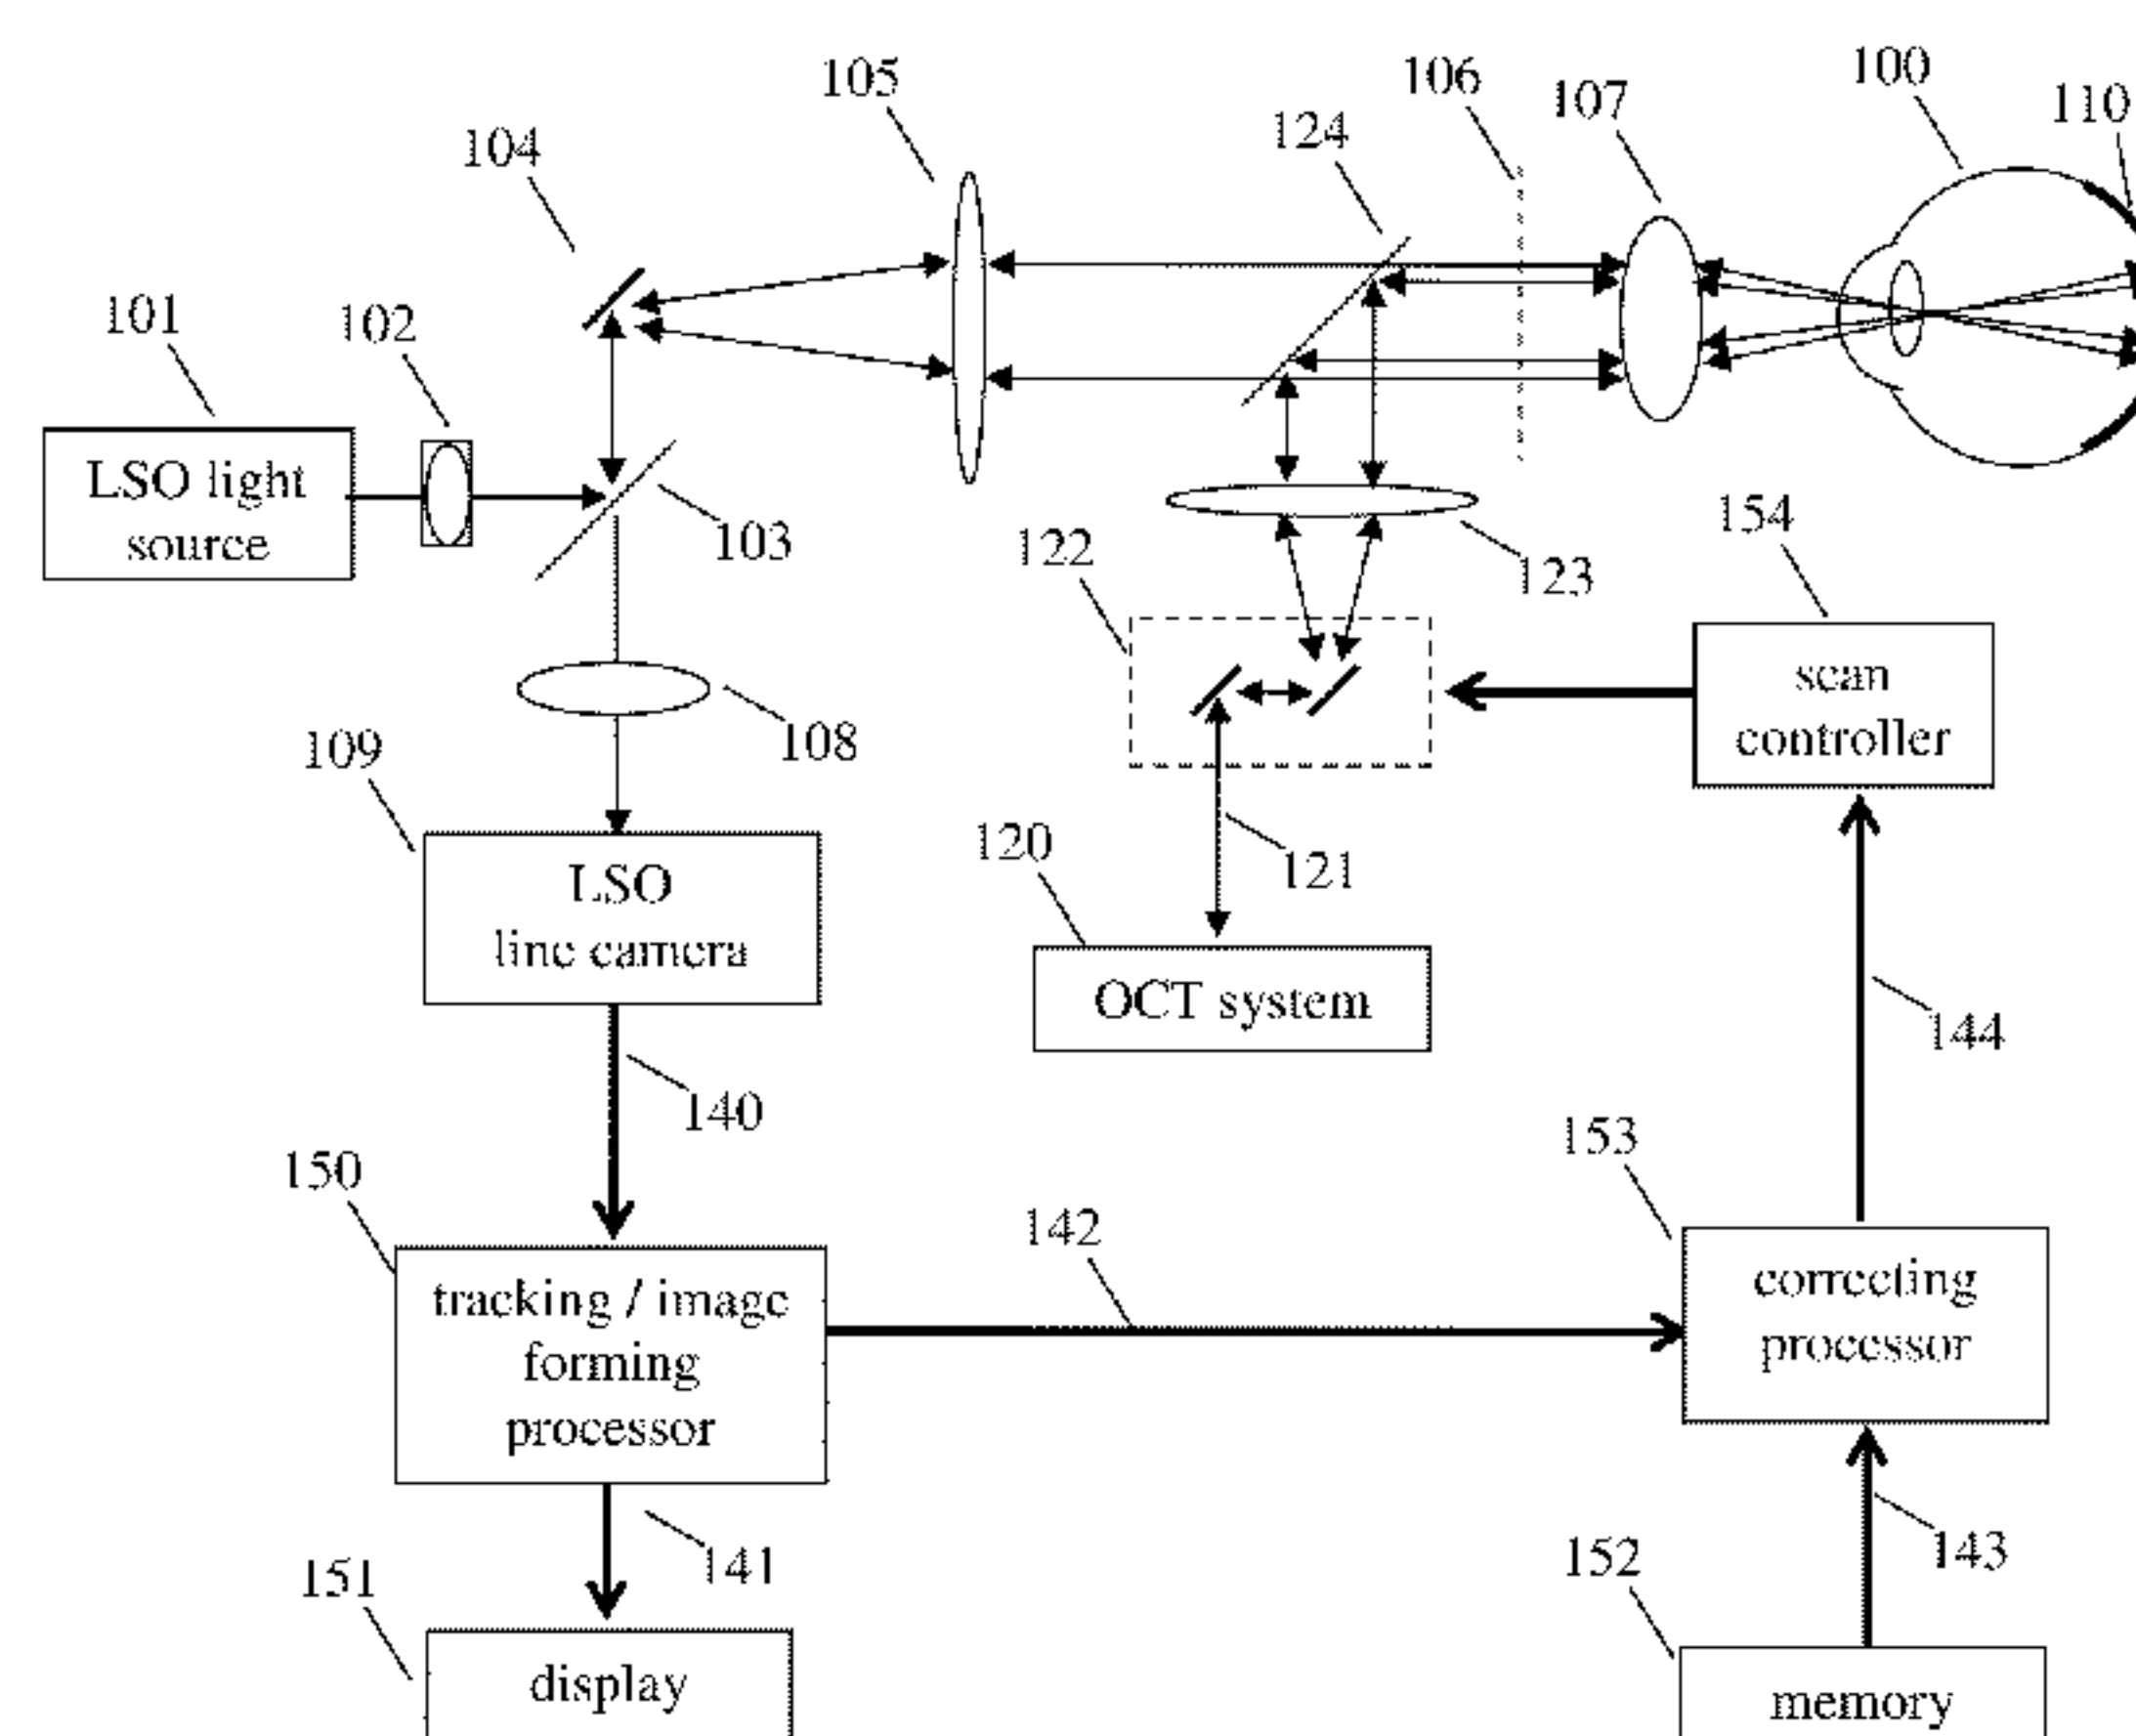 105
106
107
100
110
104
124
101
102
LSO light
source
103
122
123
154
scan
controller
109
108
120
121
LSO
line camera
OCT system
144
140
150
153
142
tracking / image
forming
processor
correcting
processor
151
141
152
143
display
memory